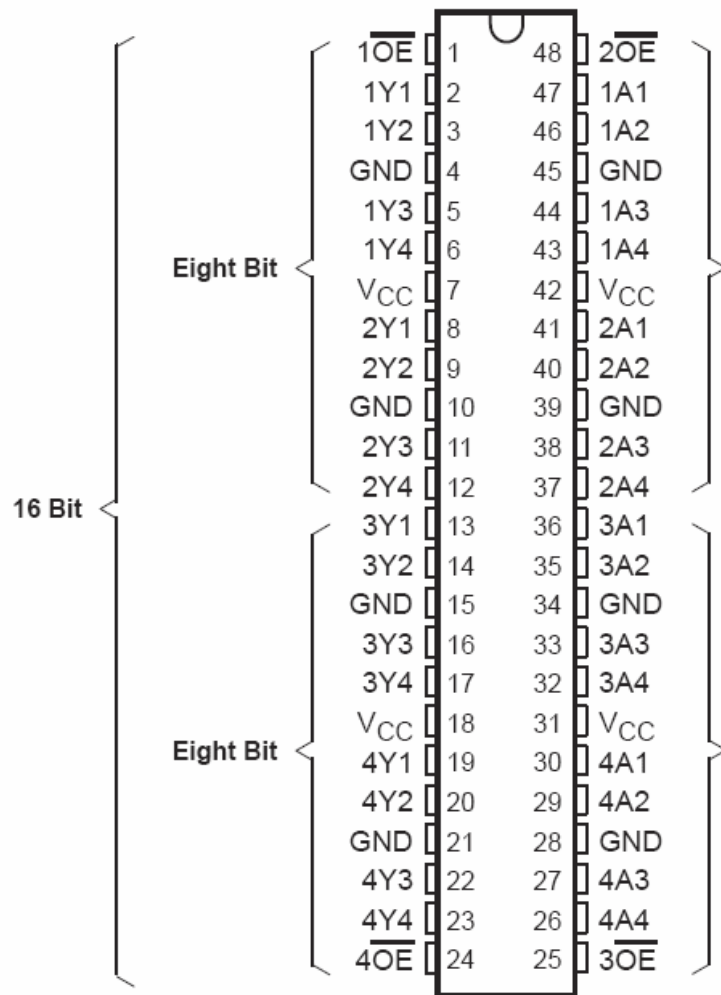 1O̅E̅ 1 48 2O̅E̅
1Y1 2 47 1A1
1Y2 3 46 1A2
GND 4 45 GND
1Y3 5 44 1A3
1Y4 6 43 1A4
Eight Bit
VCC 7 42 VCC
2Y1 8 41 2A1
2Y2 9 40 2A2
GND 10 39 GND
2Y3 11 38 2A3
2Y4 12 37 2A4
16 Bit
3Y1 13 36 3A1
3Y2 14 35 3A2
GND 15 34 GND
3Y3 16 33 3A3
3Y4 17 32 3A4
VCC 18 31 VCC
Eight Bit
4Y1 19 30 4A1
4Y2 20 29 4A2
GND 21 28 GND
4Y3 22 27 4A3
4Y4 23 26 4A4
4O̅E̅ 24 25 3O̅E̅